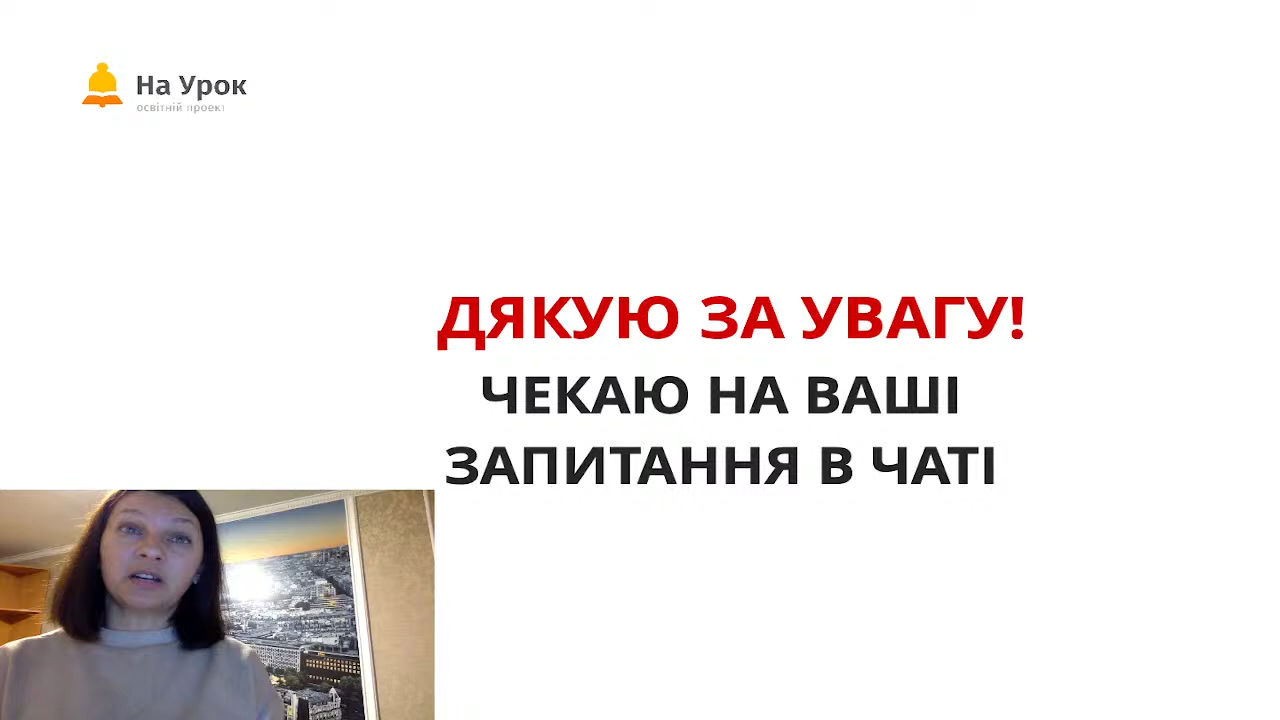 На Урок
освітній проект
ДЯКУЮ ЗА УВАГУ!
ЧЕКАЮ НА ВАШІ
ЗАПИТАННЯ В ЧАТІ